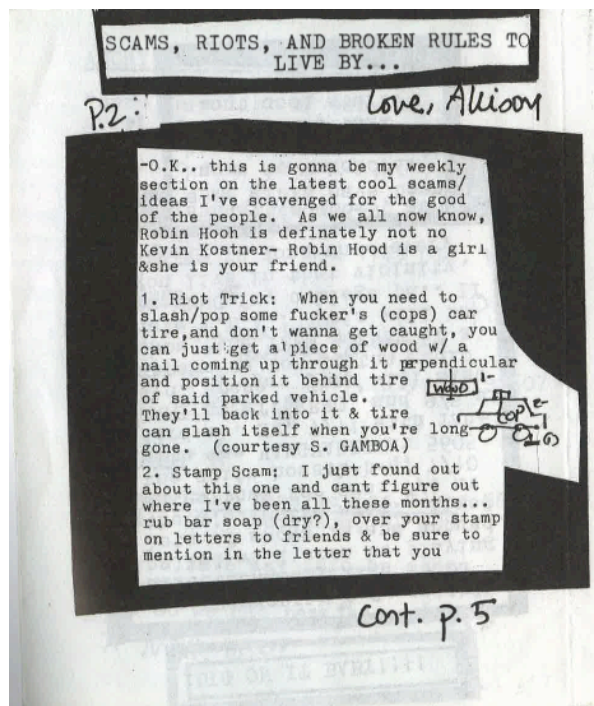 SCAMS, RIOTS, AND BROKEN RULES TO
LIVE BY...
P.2:
Love, Allison
-O.K.. this is gonna be my weekly
section on the latest cool scams/
ideas I've scavenged for the good
of the people. As we all now know,
Robin Hooh is definately not no
Kevin Kostner- Robin Hood is a girl
&she is your friend.
1. Riot Trick: When you need to
slash/pop some fucker's (cops) car
tire,and don't wanna get caught, you
can just get a piece of wood w/ a
nail coming up through it perpendicular
and position it behind tire
WOOD
of said parked vehicle.
They'll back into it & tire
COP
can slash itself when you're long
gone. (courtesy S. GAMBOA)
2. Stamp Scam: I just found out
about this one and cant figure out
where I've been all these months...
rub bar soap (dry?), over your stamp
on letters to friends & be sure to
mention in the letter that you
Cont. p. 5